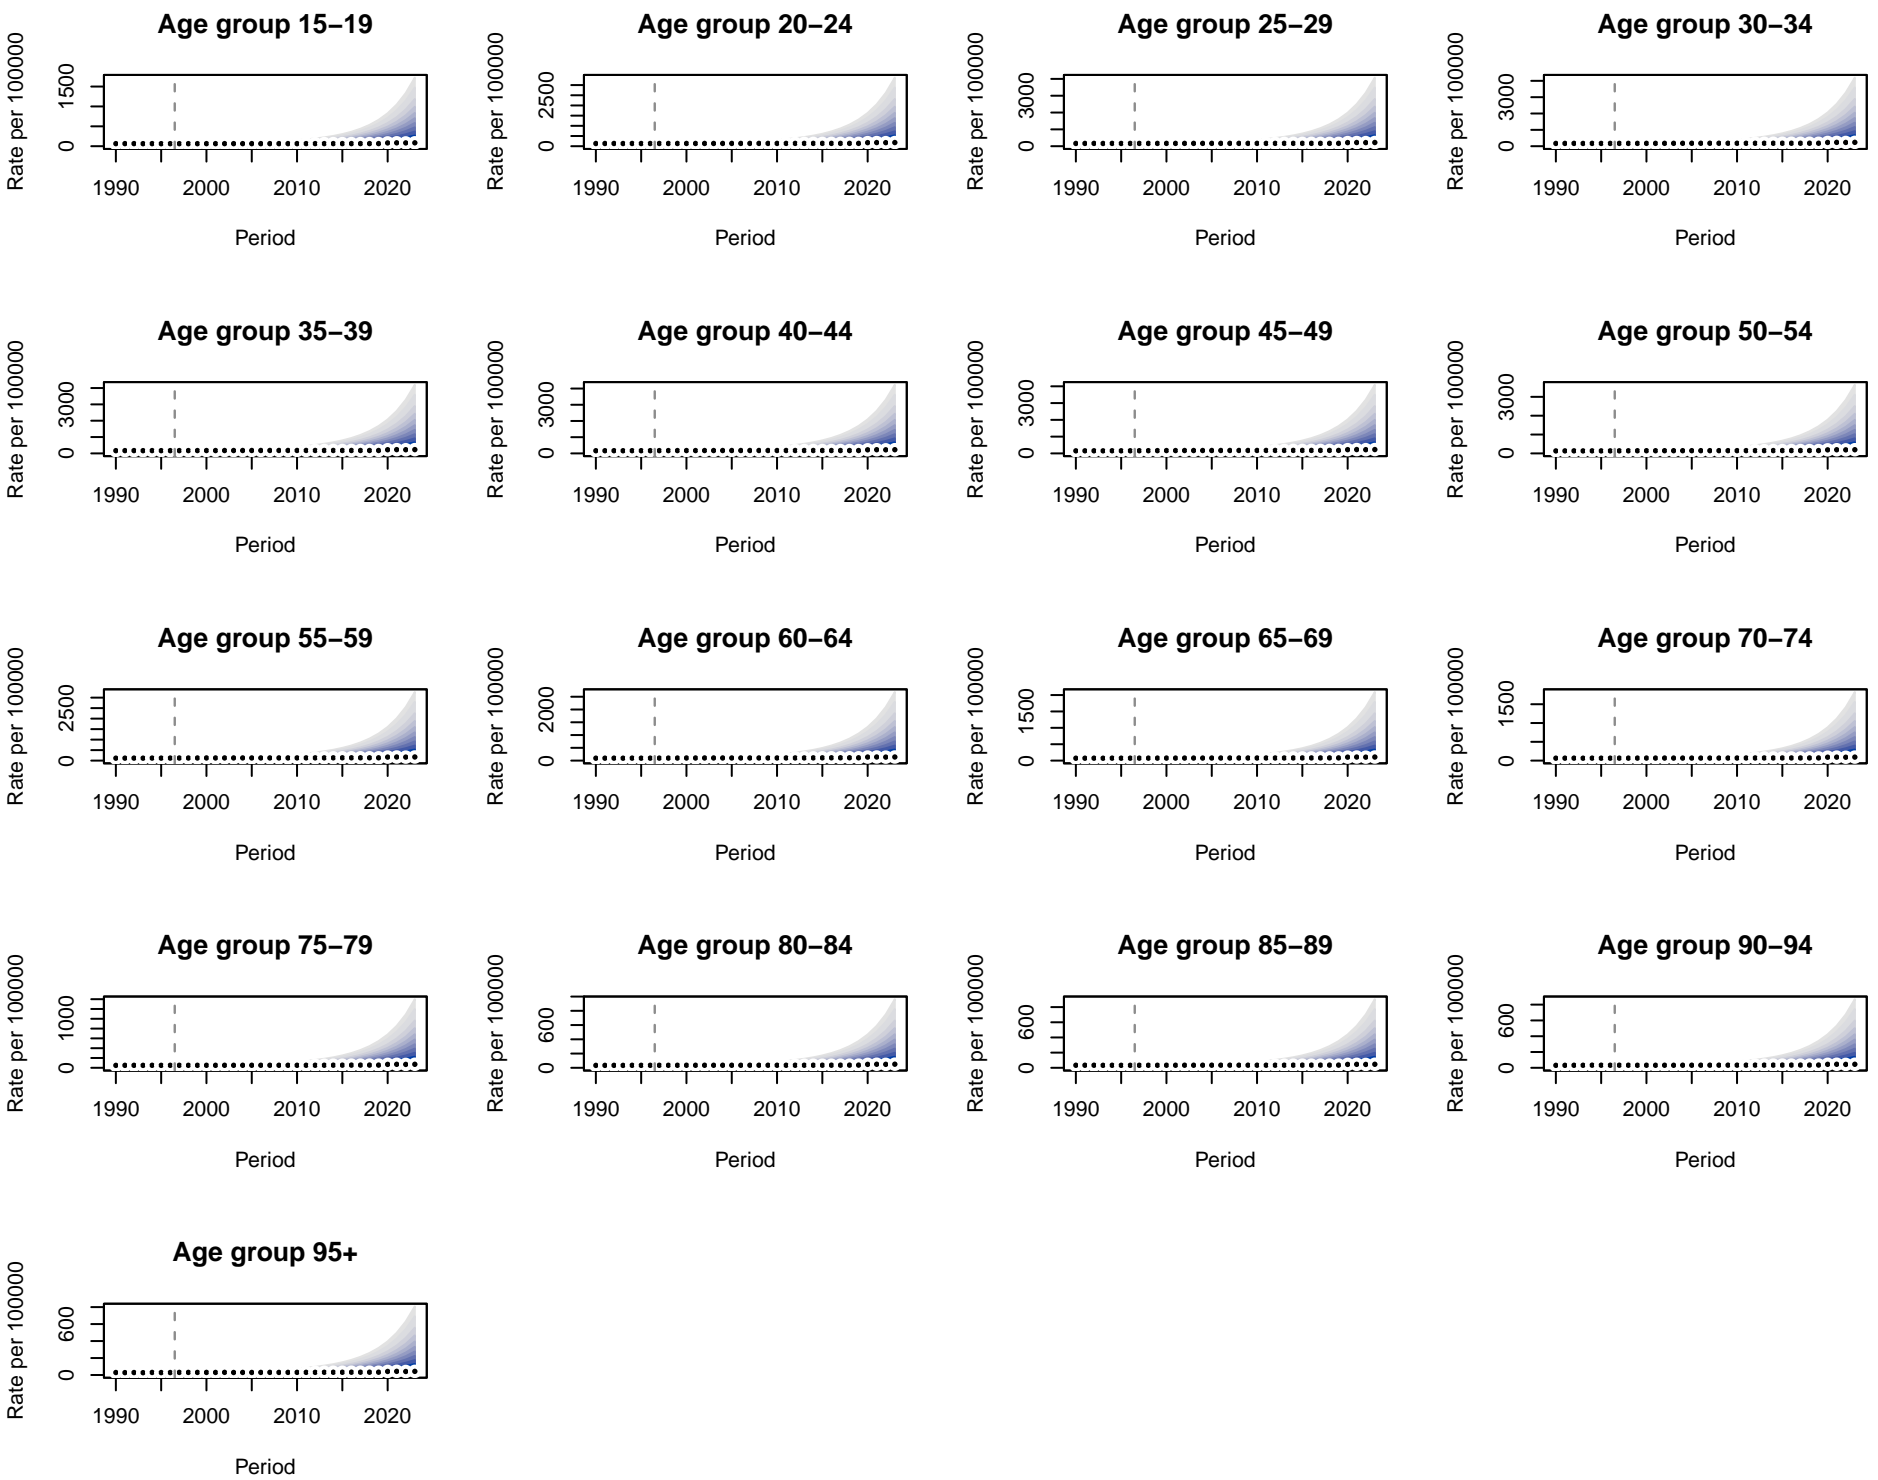 Age group 15−19
Rate per 100000
0 1500
1990 2000 2010 2020
Period
Age group 20−24
Rate per 100000
0 2500
1990 2000 2010 2020
Period
Age group 25−29
Rate per 100000
0 3000
1990 2000 2010 2020
Period
Age group 30−34
Rate per 100000
0 3000
1990 2000 2010 2020
Period
Age group 35−39
Rate per 100000
0 3000
1990 2000 2010 2020
Period
Age group 40−44
Rate per 100000
0 3000
1990 2000 2010 2020
Period
Age group 45−49
Rate per 100000
0 3000
1990 2000 2010 2020
Period
Age group 50−54
Rate per 100000
0 3000
1990 2000 2010 2020
Period
Age group 55−59
Rate per 100000
0 2500
1990 2000 2010 2020
Period
Age group 60−64
Rate per 100000
0 2000
1990 2000 2010 2020
Period
Age group 65−69
Rate per 100000
0 1500
1990 2000 2010 2020
Period
Age group 70−74
Rate per 100000
0 1500
1990 2000 2010 2020
Period
Age group 75−79
Rate per 100000
0 1000
1990 2000 2010 2020
Period
Age group 80−84
Rate per 100000
0 600
1990 2000 2010 2020
Period
Age group 85−89
Rate per 100000
0 600
1990 2000 2010 2020
Period
Age group 90−94
Rate per 100000
0 600
1990 2000 2010 2020
Period
Age group 95+
Rate per 100000
0 600
1990 2000 2010 2020
Period